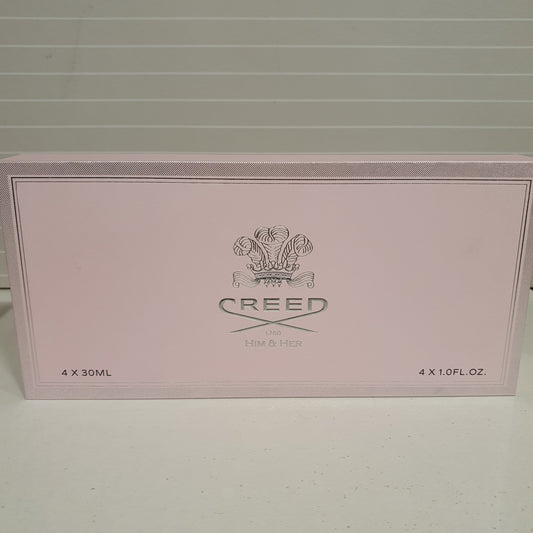 CREED
1760
HIM & HER
4 X 30ML
4 X 1.0FL.OZ.